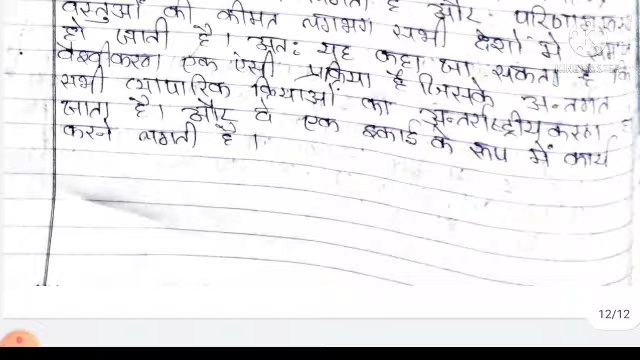 वस्तुओं की कीमत लगभग सभी देशों में समान
हो जाती है। अतः यह कहा जा सकता है कि
वैश्वीकरण एक ऐसी प्रक्रिया है जिसके अन्तर्गत
सभी व्यापारिक क्रियाओं का अन्तर्राष्ट्रीयकरण हो
जाता है। और वे एक इकाई के रूप में कार्य
करने लगती है।
12/12